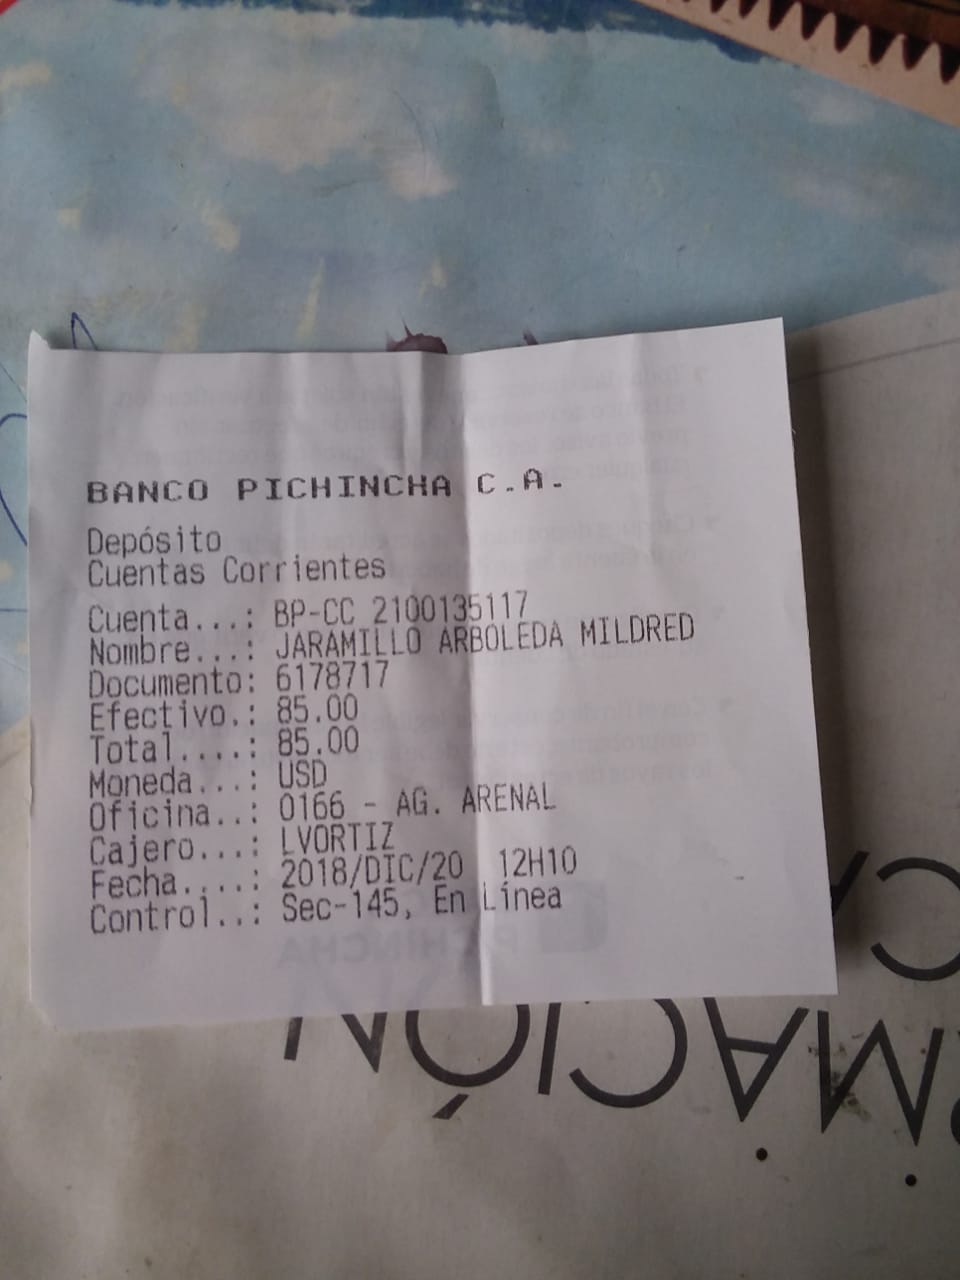 BANCO PICHINCHA C.A.
Depósito
Cuentas Corrientes
Cuenta...: BP-CC 2100135117
Nombre...: JARAMILLO ARBOLEDA MILDRED
Documento: 6178717
Efectivo.: 85.00
Total....: 85.00
Moneda...: USD
Oficina..: 0166 - AG. ARENAL
Cajero...: LVORTIZ
Fecha....: 2018/DIC/20 12H10
Control..: Sec-145, En Línea
PICHINCHA